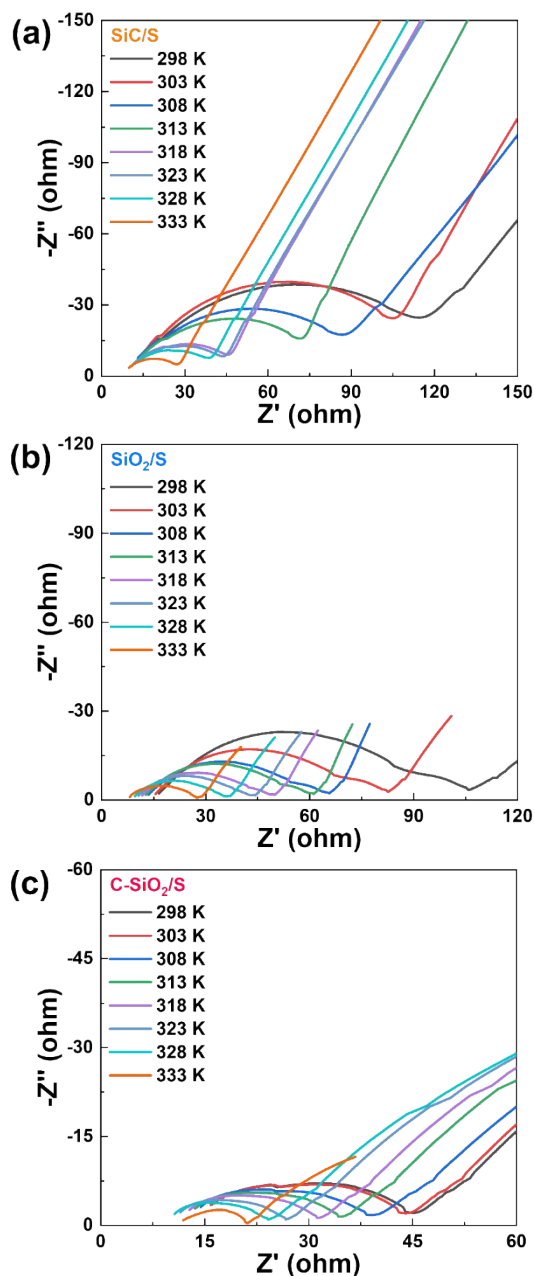 (a)
SiC/S
298 K
303 K
308 K
313 K
318 K
323 K
328 K
333 K
-150
-120
-90
-60
-30
0
-Z'' (ohm)
0 30 60 90 120 150
Z' (ohm)
(b)
SiO₂/S
298 K
303 K
308 K
313 K
318 K
323 K
328 K
333 K
-120
-90
-60
-30
0
-Z'' (ohm)
0 30 60 90 120
Z' (ohm)
(c)
C-SiO₂/S
298 K
303 K
308 K
313 K
318 K
323 K
328 K
333 K
-60
-45
-30
-15
0
-Z'' (ohm)
0 15 30 45 60
Z' (ohm)